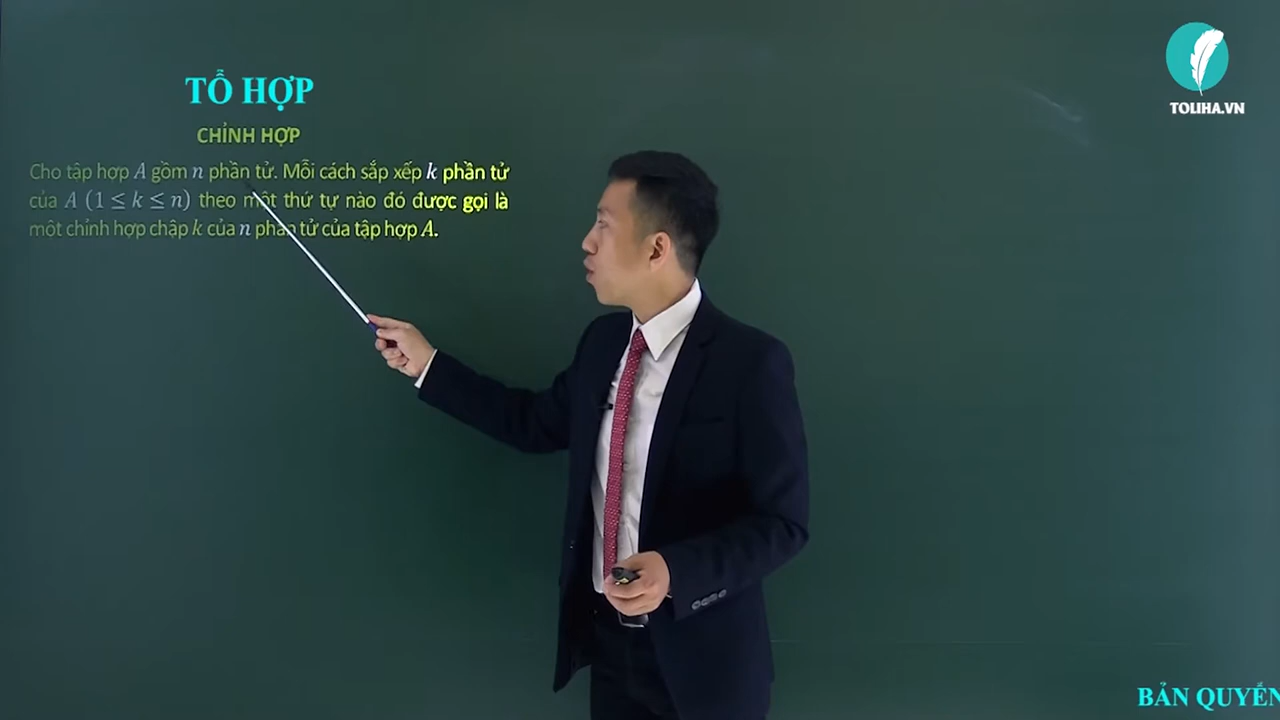 TỔ HỢP
CHỈNH HỢP
Cho tập hợp A gồm n phần tử. Mỗi cách sắp xếp k phần tử
của A (1 ≤ k ≤ n) theo một thứ tự nào đó được gọi là
một chỉnh hợp chập k của n phần tử của tập hợp A.
TOLIHA.VN
BẢN QUYỀN